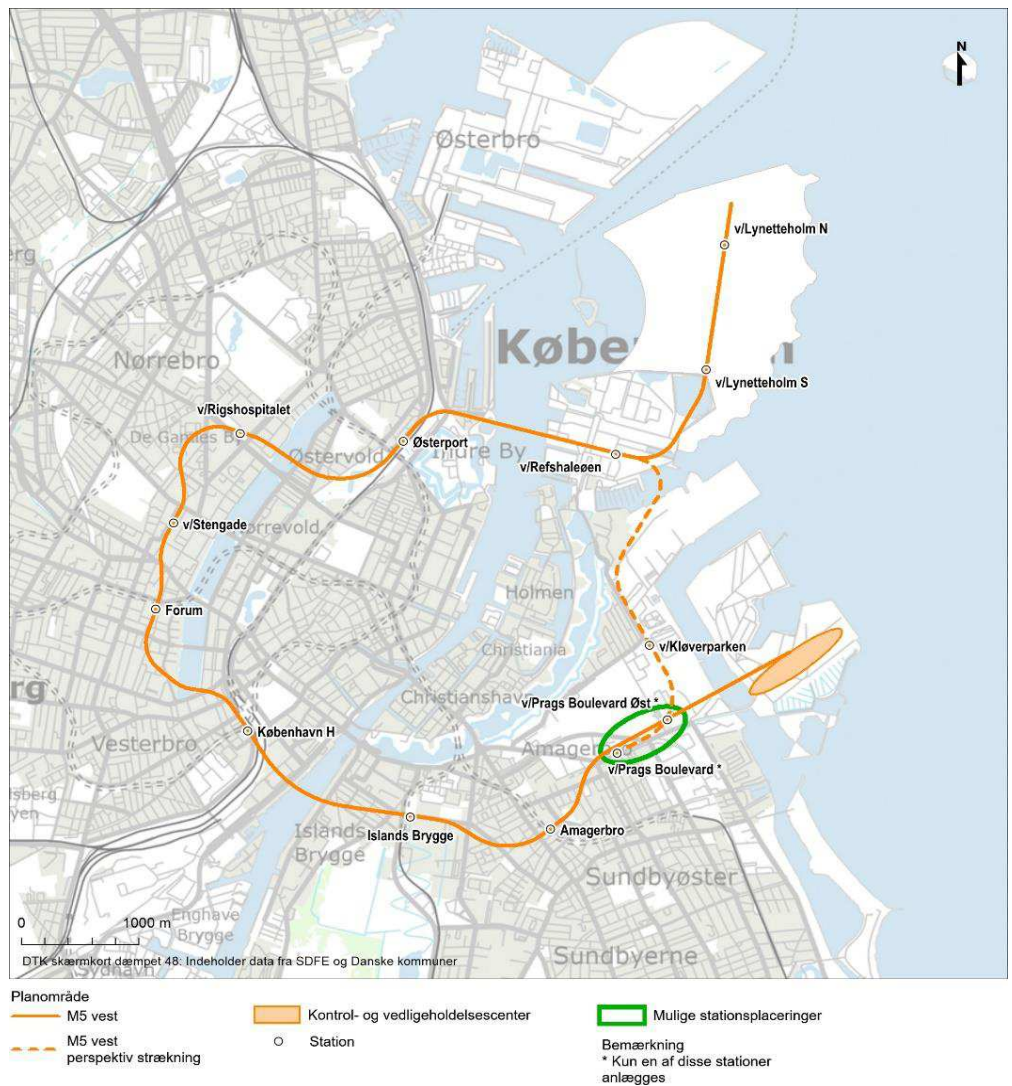 N
Østerbro
v/Lynetteholm N
Køben
v/Lynetteholm S
Nørrebro
v/Rigshospitalet
De Gamles By
Østerport
Østervold
Indre By
v/Refshaleøen
v/Stengade
Nørrevold
Holmen
Forum
Christiania
v/Kløverparken
Christianshavn
v/Prags Boulevard Øst *
København H
Vesterbro
Amagerbro
v/Prags Boulevard *
Islands Brygge
Amagerbro
Islands
Brygge
Sundbyøster
Enghave
Brygge
0 1000 m
Sundbyerne
DTK skærmkort dæmpet 48: Indeholder data fra SDFE og Danske kommuner
Sydhavn
Planområde
M5 vest
M5 vest
perspektiv strækning
Kontrol- og vedligeholdelsescenter
Station
Mulige stationsplaceringer
Bemærkning
* Kun en af disse stationer
anlægges